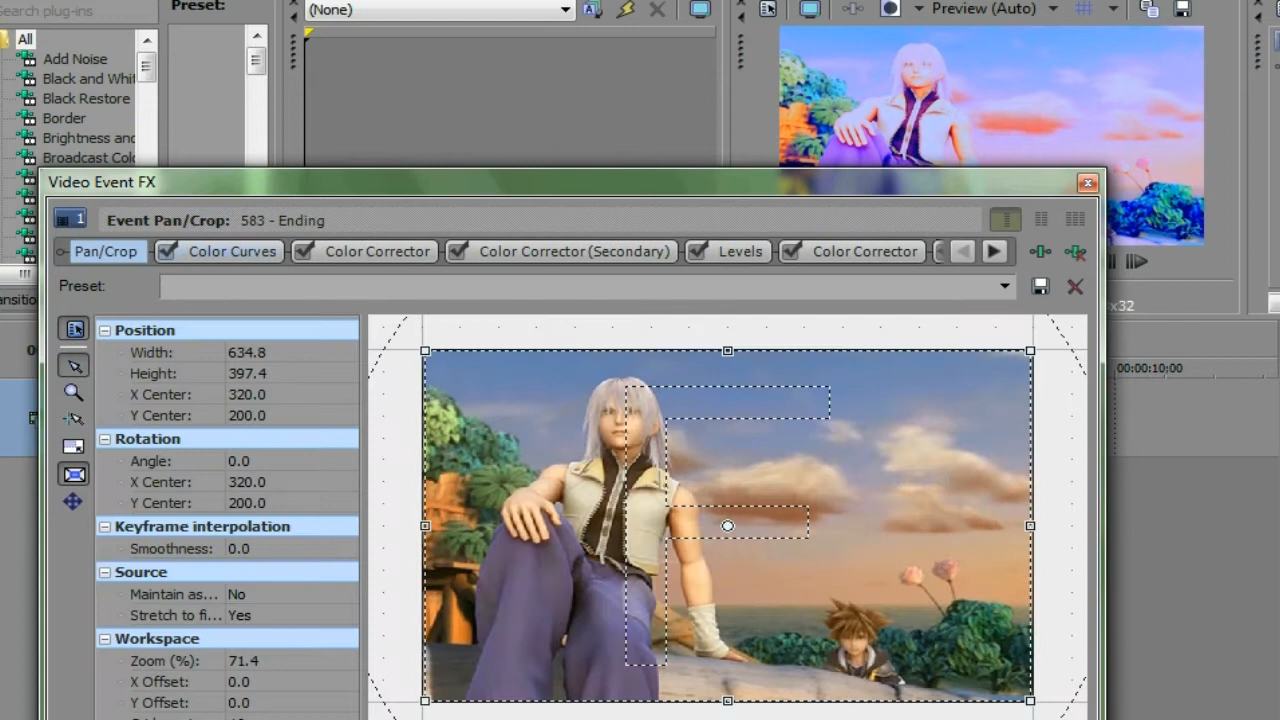 Search plug-ins
Preset:
(None)
Preview (Auto)
All
Add Noise
Black and Whit
Black Restore
Border
Brightness and
Broadcast Colo
Video Event FX
1
Event Pan/Crop: 583 - Ending
Pan/Crop
Color Curves
Color Corrector
Color Corrector (Secondary)
Levels
Color Corrector
Preset:
x32
Position
Width: 634.8
Height: 397.4
X Center: 320.0
Y Center: 200.0
Rotation
Angle: 0.0
X Center: 320.0
Y Center: 200.0
Keyframe interpolation
Smoothness: 0.0
Source
Maintain as... No
Stretch to fi... Yes
Workspace
Zoom (%): 71.4
X Offset: 0.0
Y Offset: 0.0
00:00:10;00